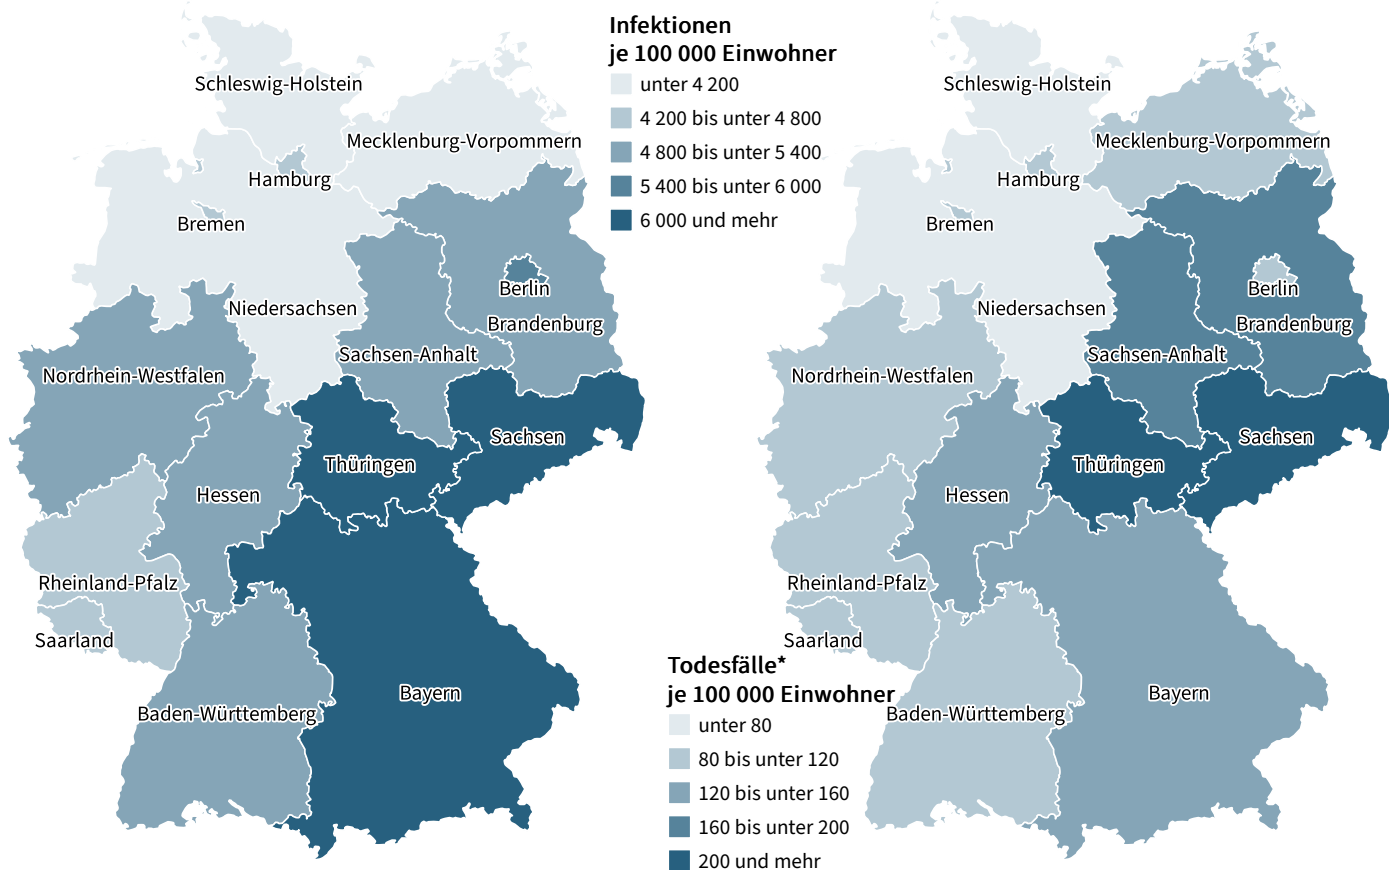 Infektionen
je 100 000 Einwohner
unter 4 200
4 200 bis unter 4 800
4 800 bis unter 5 400
5 400 bis unter 6 000
6 000 und mehr
Schleswig-Holstein
Mecklenburg-Vorpommern
Hamburg
Bremen
Berlin
Niedersachsen
Brandenburg
Sachsen-Anhalt
Nordrhein-Westfalen
Sachsen
Thüringen
Hessen
Rheinland-Pfalz
Saarland
Bayern
Baden-Württemberg
Schleswig-Holstein
Mecklenburg-Vorpommern
Hamburg
Bremen
Berlin
Niedersachsen
Brandenburg
Sachsen-Anhalt
Nordrhein-Westfalen
Sachsen
Thüringen
Hessen
Rheinland-Pfalz
Saarland
Bayern
Baden-Württemberg
Todesfälle*
je 100 000 Einwohner
unter 80
80 bis unter 120
120 bis unter 160
160 bis unter 200
200 und mehr